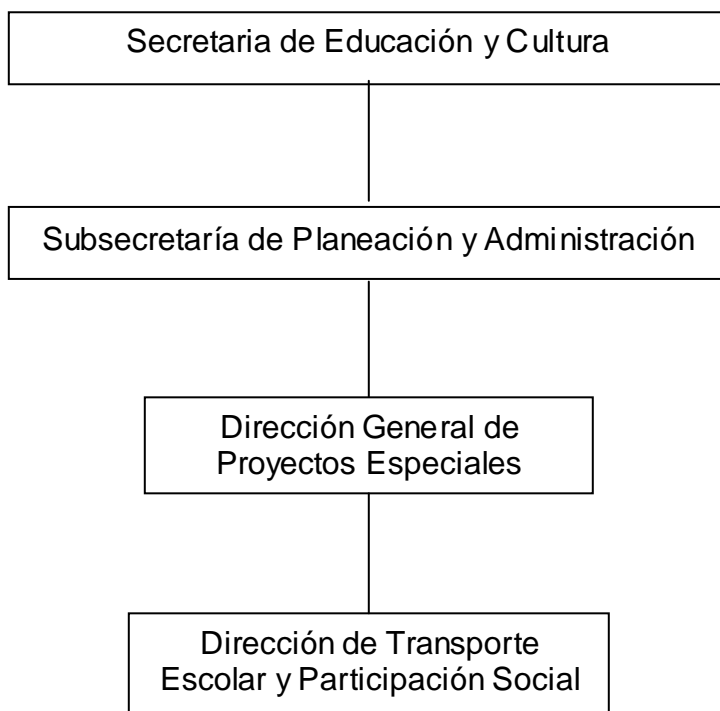 Secretaria de Educación y Cultura
Subsecretaría de Planeación y Administración
Dirección General de
Proyectos Especiales
Dirección de Transporte
Escolar y Participación Social